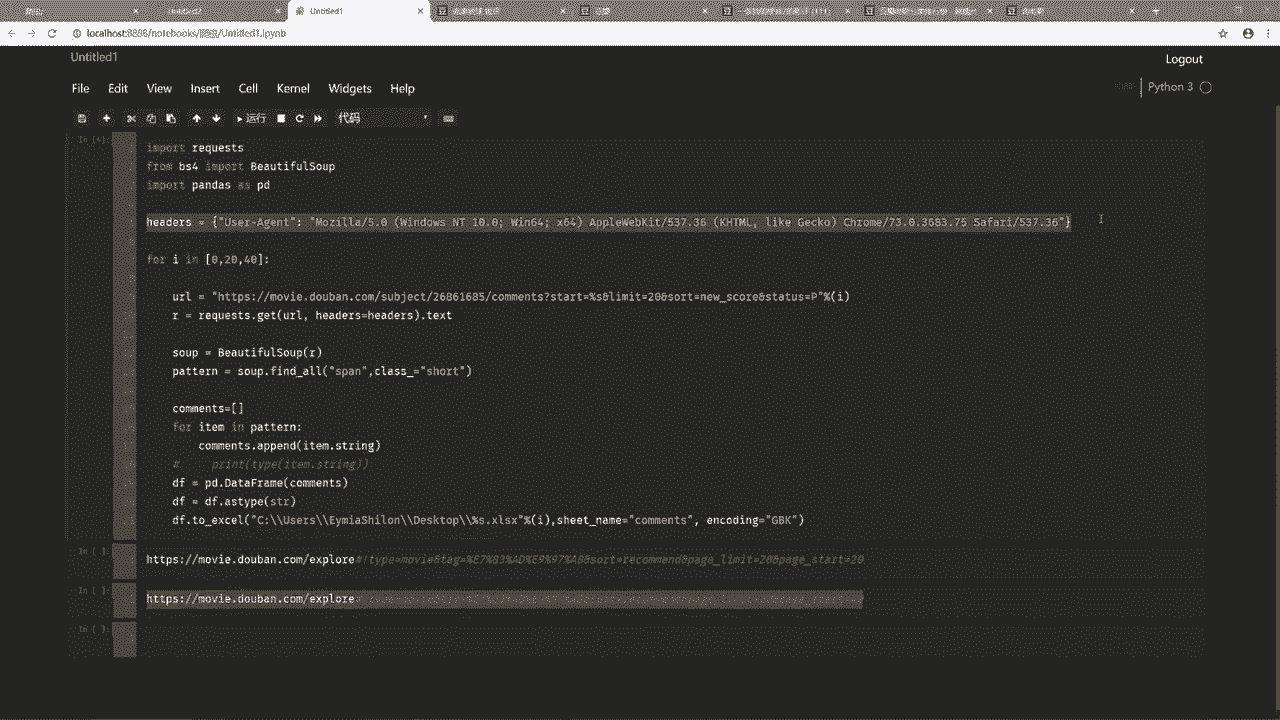 Untitled2
Untitled1
localhost:8886/notebooks/
/Untitled1.ipynb
Untitled1
Logout
File Edit View Insert Cell Kernel Widgets Help
Python 3
运行
代码
In [4]:
import requests
from bs4 import BeautifulSoup
import pandas as pd
headers = {"User-Agent": "Mozilla/5.0 (Windows NT 10.0; Win64; x64) AppleWebKit/537.36 (KHTML, like Gecko) Chrome/73.0.3683.75 Safari/537.36"}
for i in [0,20,40]:
url = "https://movie.douban.com/subject/26861685/comments?start=%s&limit=20&sort=new_score&status=P"%(i)
r = requests.get(url, headers=headers).text
soup = BeautifulSoup(r)
pattern = soup.find_all("span",class_="short")
comments=[]
for item in pattern:
comments.append(item.string)
# print(type(item.string))
df = pd.DataFrame(comments)
df = df.astype(str)
df.to_excel("C:\\Users\\EymiaShilon\\Desktop\\%s.xlsx"%(i),sheet_name="comments", encoding="GBK")
In [ ]:
https://movie.douban.com/explore#!type=movie&tag=%E7%83%AD%E9%97%A8&sort=recommend&page_limit=20&page_start=20
In [ ]:
https://movie.douban.com/explore
In [ ]: